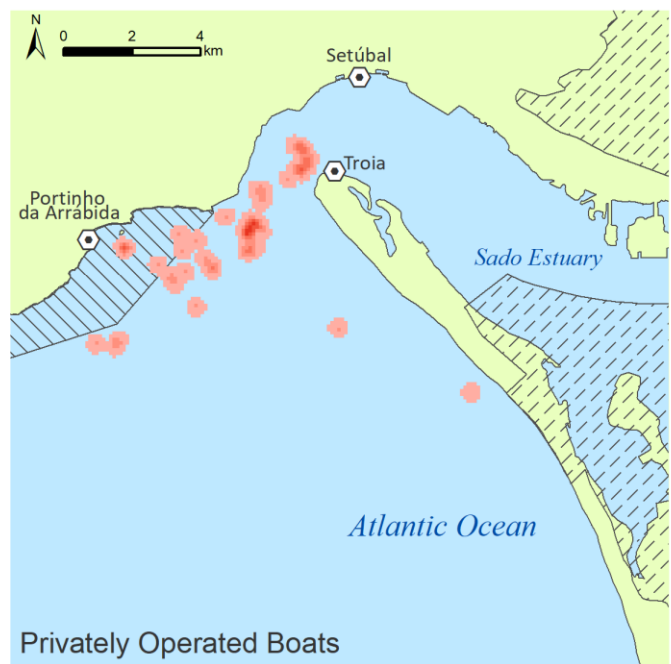 N
0 2 4
km
Setúbal
Troia
Portinho
da Arrábida
Sado Estuary
Atlantic Ocean
Privately Operated Boats